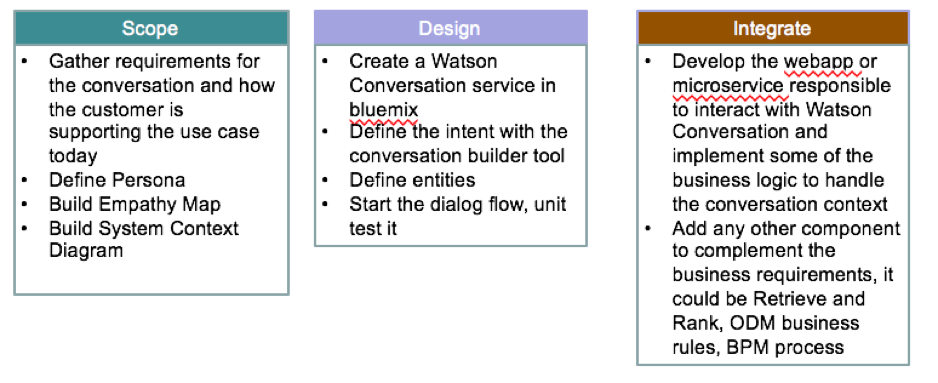 Scope
• Gather requirements for
the conversation and how
the customer is
supporting the use case
today
• Define Persona
• Build Empathy Map
• Build System Context
Diagram
Design
• Create a Watson
Conversation service in
bluemix
• Define the intent with the
conversation builder tool
• Define entities
• Start the dialog flow, unit
test it
Integrate
• Develop the webapp or
microservice responsible
to interact with Watson
Conversation and
implement some of the
business logic to handle
the conversation context
• Add any other component
to complement the
business requirements, it
could be Retrieve and
Rank, ODM business
rules, BPM process